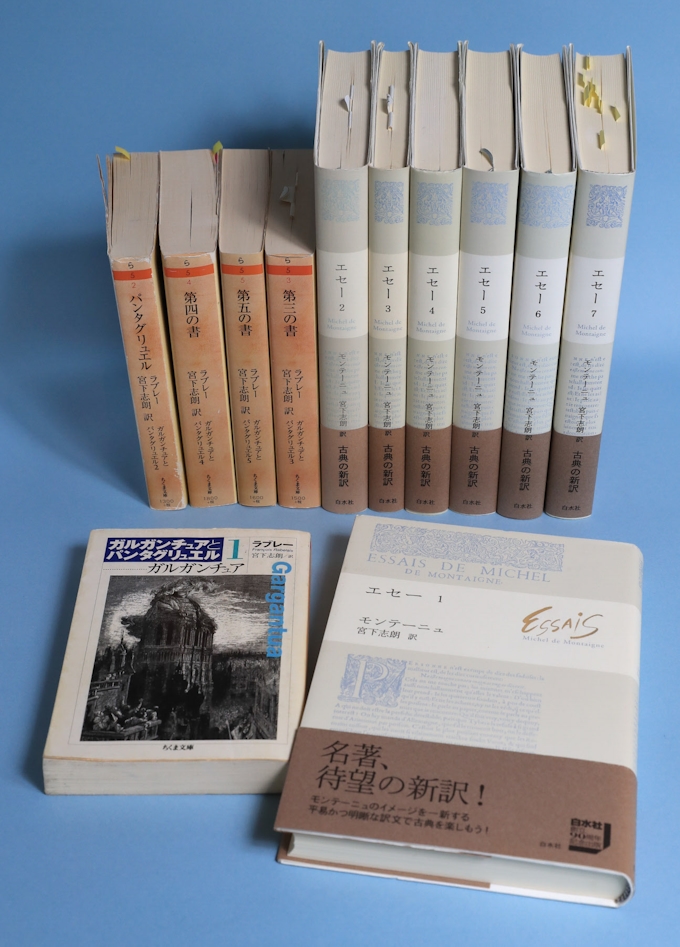 ら
5
2
パンタグリュエル
ラブレー
宮下志朗 訳
ガルガンチュアと
パンタグリュエル2
ちくま文庫
ら
5
4
第四の書
ラブレー
宮下志朗 訳
ガルガンチュアと
パンタグリュエル4
ちくま文庫
ら
5
5
第五の書
ラブレー
宮下志朗 訳
ガルガンチュアと
パンタグリュエル5
ちくま文庫
ら
5
3
第三の書
ラブレー
宮下志朗 訳
ガルガンチュアと
パンタグリュエル3
ちくま文庫
エセー 2
Michel de
Montaigne
モンテーニュ 宮下志朗 訳
古典の新訳
白水社
エセー 3
Michel de
Montaigne
モンテーニュ 宮下志朗 訳
古典の新訳
白水社
エセー 4
Michel de
Montaigne
モンテーニュ 宮下志朗 訳
古典の新訳
白水社
エセー 5
Michel de
Montaigne
モンテーニュ 宮下志朗 訳
古典の新訳
白水社
エセー 6
Michel de
Montaigne
モンテーニュ 宮下志朗 訳
古典の新訳
白水社
エセー 7
Michel de
Montaigne
モンテーニュ 宮下志朗 訳
古典の新訳
白水社
ガルガンチュアと
パンタグリュエル
1
ラブレー
François Rabelais
宮下志朗 訳
ガルガンチュア
Gargantua
ちくま文庫
ESSAIS DE MICHEL
DE MONTAIGNE
エセー 1
モンテーニュ
宮下志朗 訳
Essais
Michel de Montaigne
名著、
待望の新訳！
モンテーニュのイメージを一新する
平易かつ明晰な訳文で古典を楽しもう！
白水社
白水社
90周年